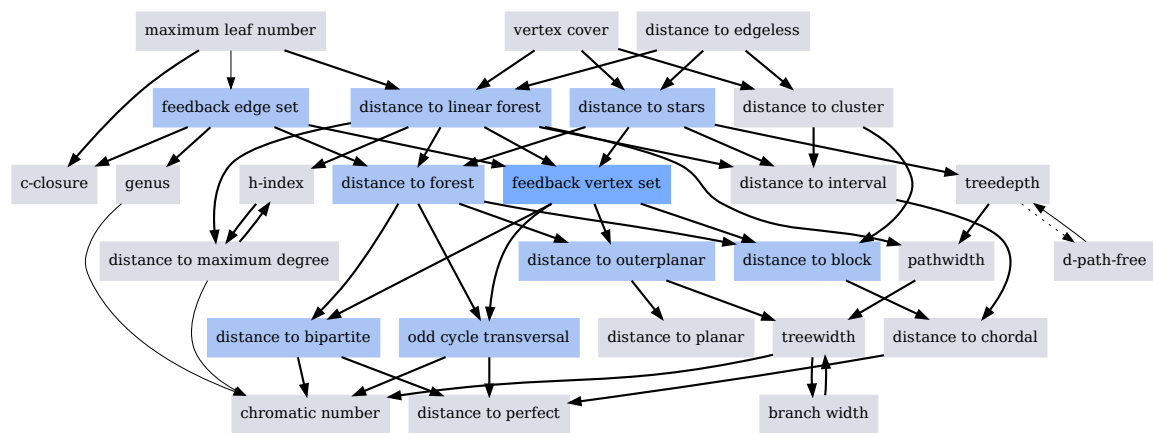 maximum leaf number
vertex cover
distance to edgeless
feedback edge set
distance to linear forest
distance to stars
distance to cluster
c-closure
genus
h-index
distance to forest
feedback vertex set
distance to interval
treedepth
distance to maximum degree
distance to outerplanar
distance to block
pathwidth
d-path-free
distance to bipartite
odd cycle transversal
distance to planar
treewidth
distance to chordal
chromatic number
distance to perfect
branch width